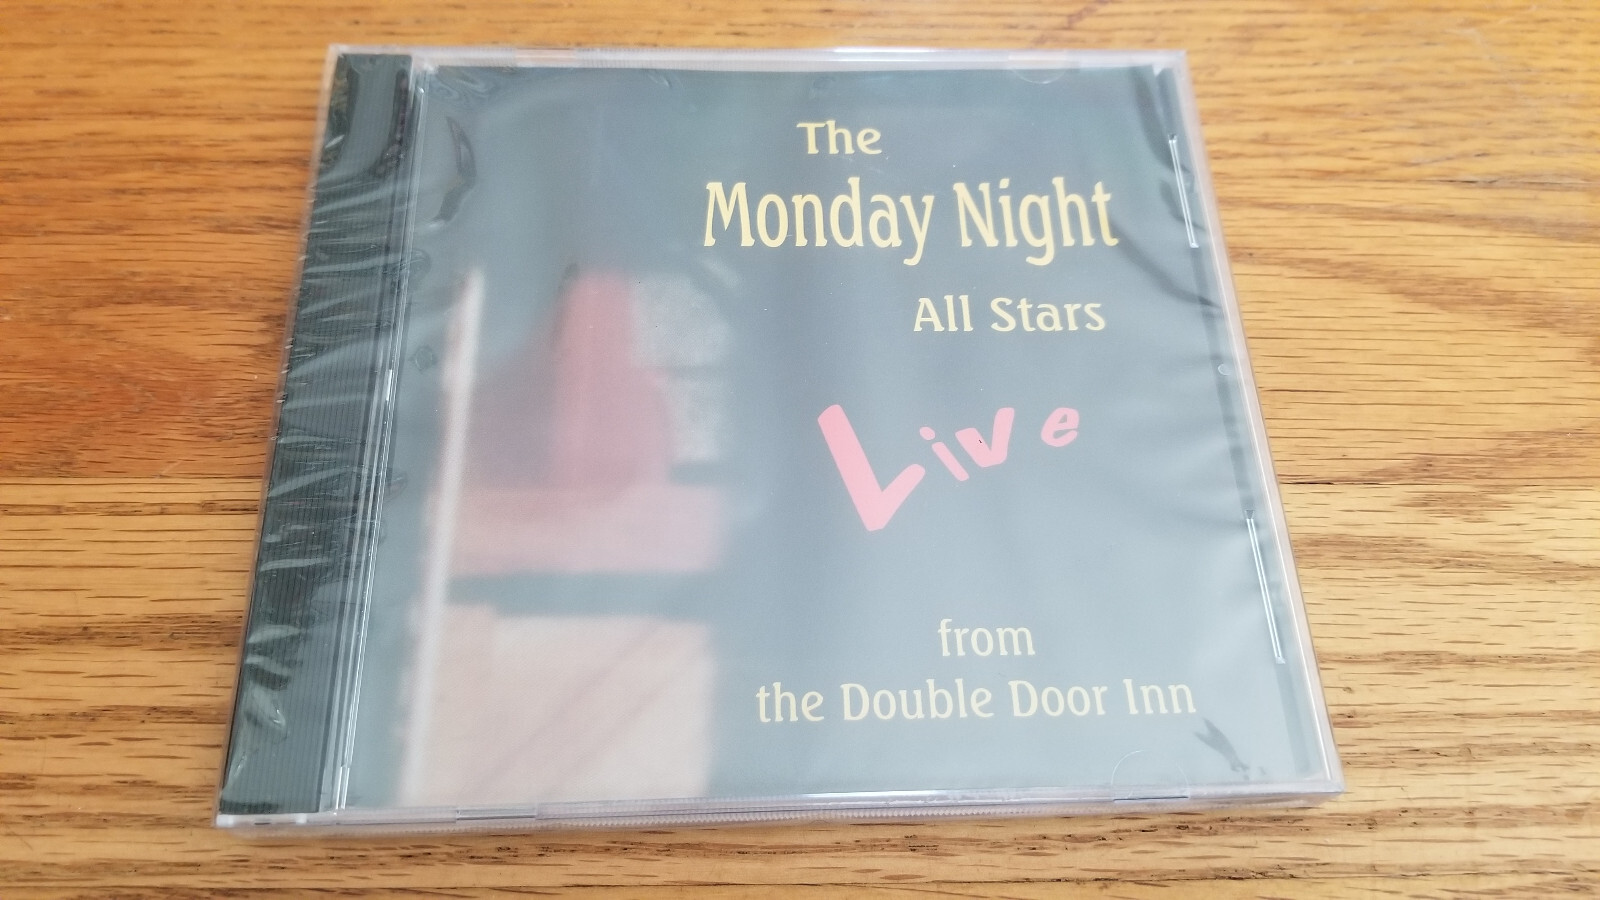 The
Monday Night
All Stars
Live
from
the Double Door Inn